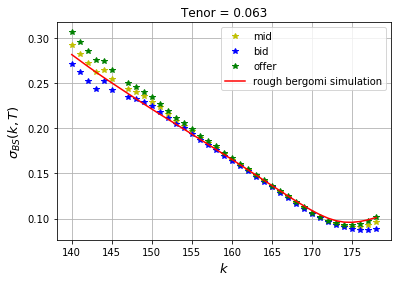 Tenor = 0.063
mid
bid
offer
rough bergomi simulation
σ_BS(k, T)
0.30
0.25
0.20
0.15
0.10
140 145 150 155 160 165 170 175
k